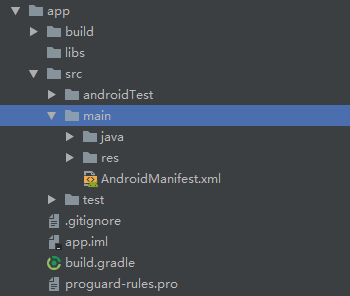 app
build
libs
src
androidTest
main
java
res
AndroidManifest.xml
test
.gitignore
app.iml
build.gradle
proguard-rules.pro